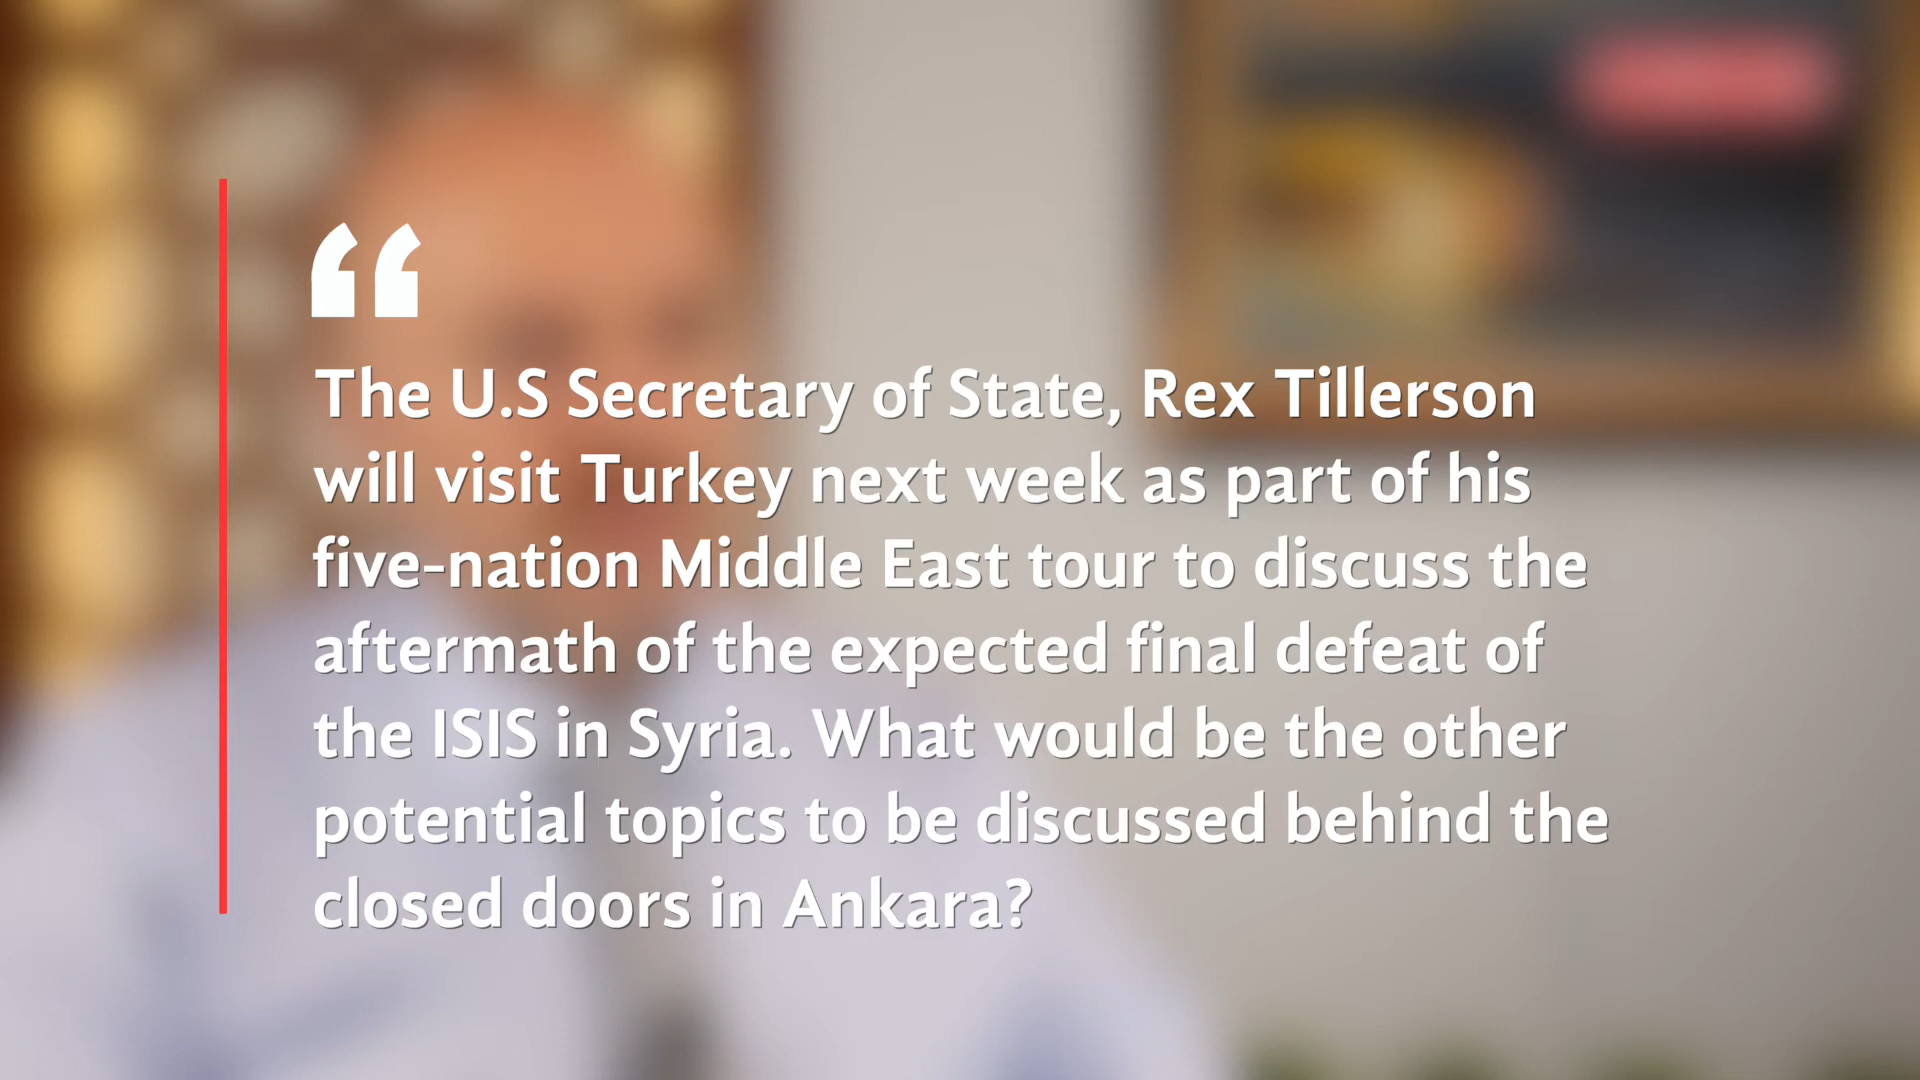 “
The U.S Secretary of State, Rex Tillerson
will visit Turkey next week as part of his
five-nation Middle East tour to discuss the
aftermath of the expected final defeat of
the ISIS in Syria. What would be the other
potential topics to be discussed behind the
closed doors in Ankara?